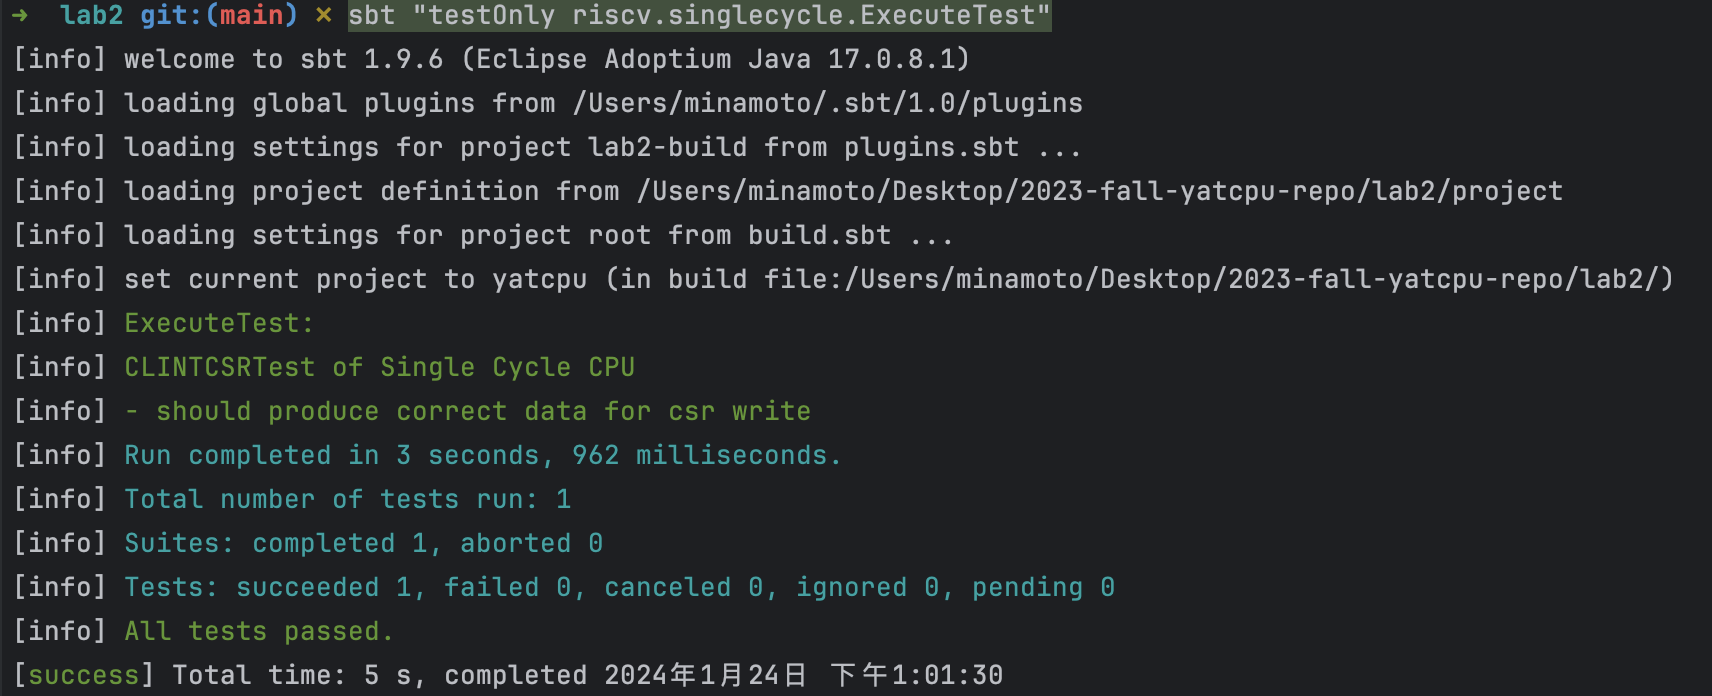 ➜  lab2 git:(main) ✗ sbt "testOnly riscv.singlecycle.ExecuteTest"
[info] welcome to sbt 1.9.6 (Eclipse Adoptium Java 17.0.8.1)
[info] loading global plugins from /Users/minamoto/.sbt/1.0/plugins
[info] loading settings for project lab2-build from plugins.sbt ...
[info] loading project definition from /Users/minamoto/Desktop/2023-fall-yatcpu-repo/lab2/project
[info] loading settings for project root from build.sbt ...
[info] set current project to yatcpu (in build file:/Users/minamoto/Desktop/2023-fall-yatcpu-repo/lab2/)
[info] ExecuteTest:
[info] CLINTCSRTest of Single Cycle CPU
[info] - should produce correct data for csr write
[info] Run completed in 3 seconds, 962 milliseconds.
[info] Total number of tests run: 1
[info] Suites: completed 1, aborted 0
[info] Tests: succeeded 1, failed 0, canceled 0, ignored 0, pending 0
[info] All tests passed.
[success] Total time: 5 s, completed 2024年1月24日 下午1:01:30